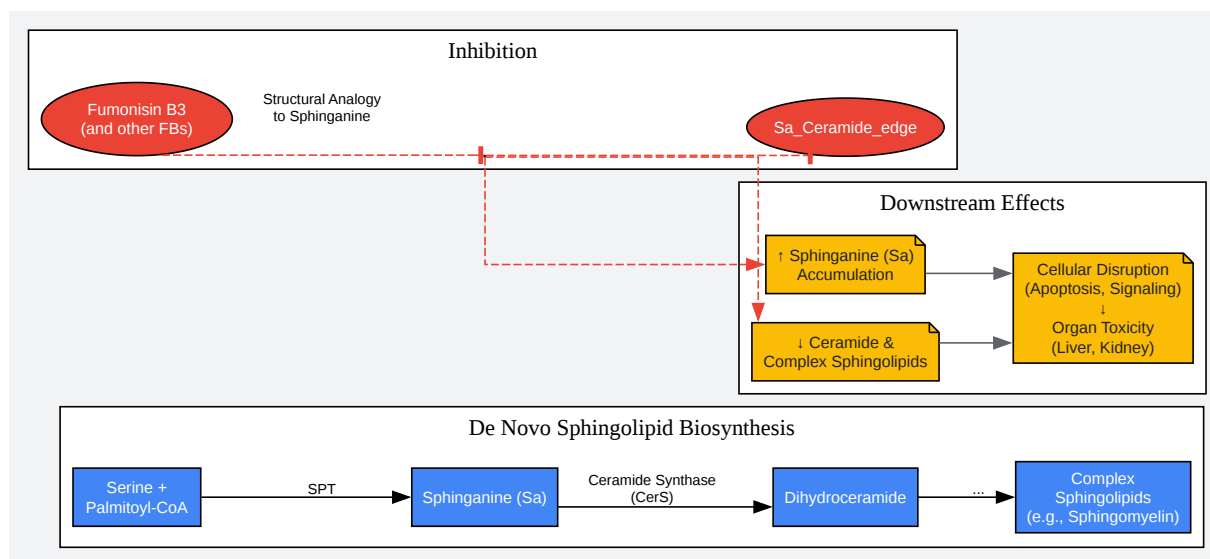 Inhibition
Fumonisin B3
(and other FBs)
Structural Analogy
to Sphinganine
Sa_Ceramide_edge
Downstream Effects
↑ Sphinganine (Sa)
Accumulation
↓ Ceramide &
Complex Sphingolipids
Cellular Disruption
(Apoptosis, Signaling)
↓
Organ Toxicity
(Liver, Kidney)
De Novo Sphingolipid Biosynthesis
Serine +
Palmitoyl-CoA
SPT
Sphinganine (Sa)
Ceramide Synthase
(CerS)
Dihydroceramide
...
Complex
Sphingolipids
(e.g., Sphingomyelin)